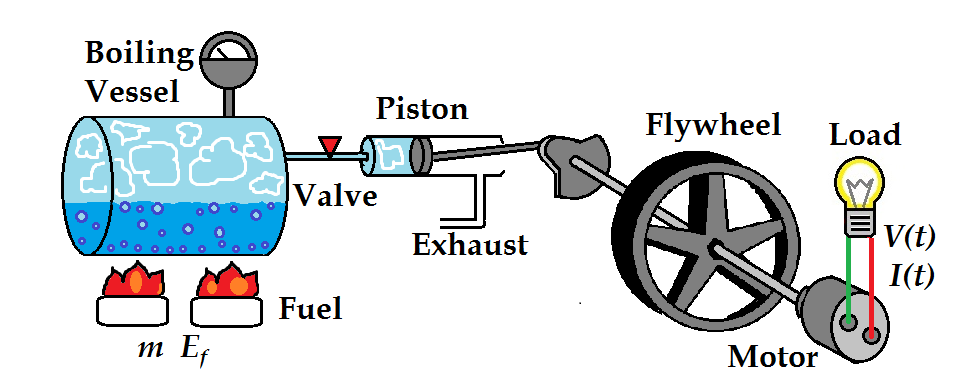 Boiling
Vessel
Piston
Flywheel
Load
Valve
Exhaust
V(t)
I(t)
Fuel
m E_f
Motor